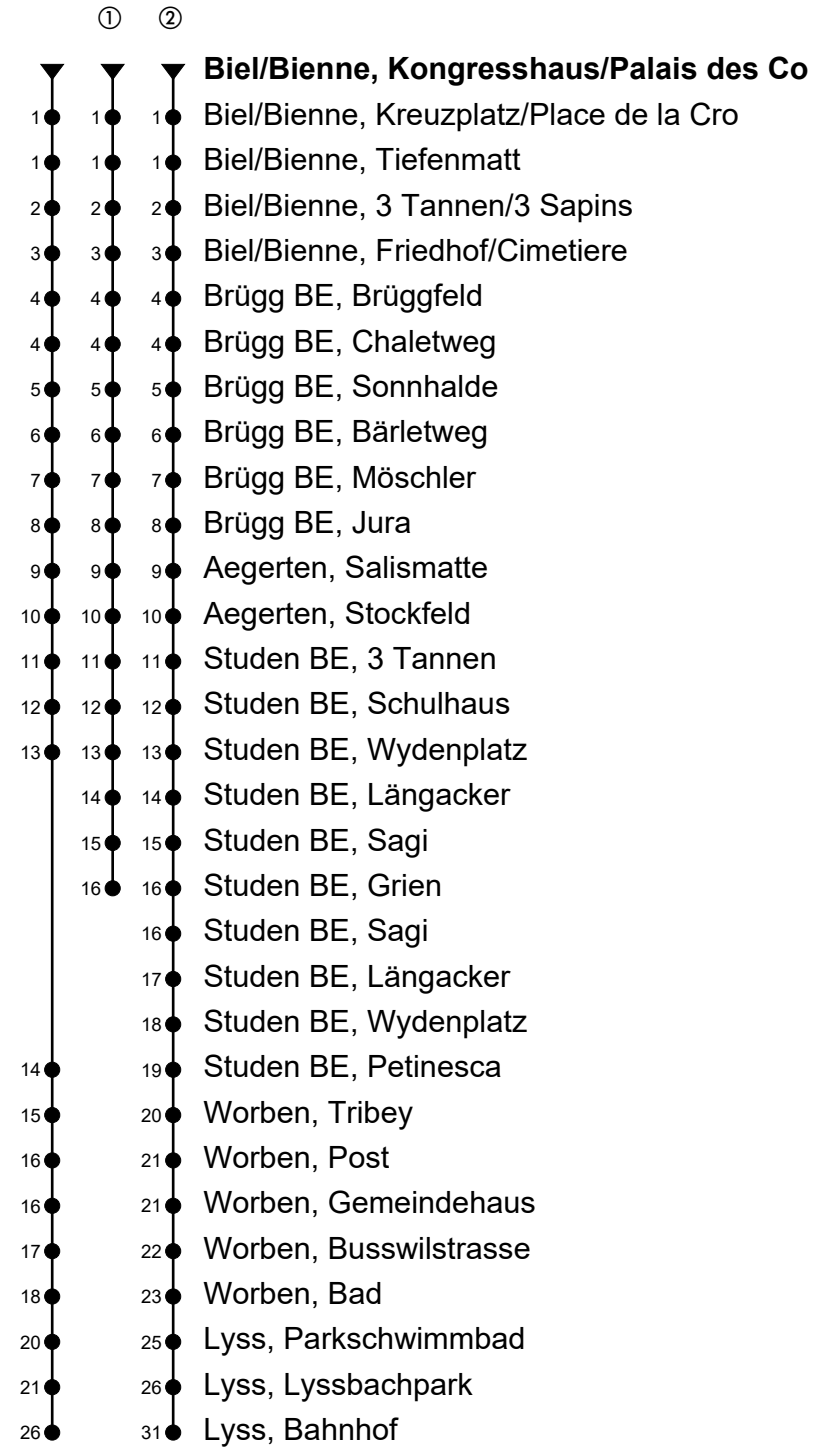 ① ②
Biel/Bienne, Kongresshaus/Palais des Co
1 1 1 Biel/Bienne, Kreuzplatz/Place de la Cro
1 1 1 Biel/Bienne, Tiefenmatt
2 2 2 Biel/Bienne, 3 Tannen/3 Sapins
3 3 3 Biel/Bienne, Friedhof/Cimetiere
4 4 4 Brügg BE, Brüggfeld
4 4 4 Brügg BE, Chaletweg
5 5 5 Brügg BE, Sonnhalde
6 6 6 Brügg BE, Bärletweg
7 7 7 Brügg BE, Möschler
8 8 8 Brügg BE, Jura
9 9 9 Aegerten, Salismatte
10 10 10 Aegerten, Stockfeld
11 11 11 Studen BE, 3 Tannen
12 12 12 Studen BE, Schulhaus
13 13 13 Studen BE, Wydenplatz
14 14 Studen BE, Längacker
15 15 Studen BE, Sagi
16 16 Studen BE, Grien
16 Studen BE, Sagi
17 Studen BE, Längacker
18 Studen BE, Wydenplatz
14 19 Studen BE, Petinesca
15 20 Worben, Tribey
16 21 Worben, Post
16 21 Worben, Gemeindehaus
17 22 Worben, Busswilstrasse
18 23 Worben, Bad
20 25 Lyss, Parkschwimmbad
21 26 Lyss, Lyssbachpark
26 31 Lyss, Bahnhof